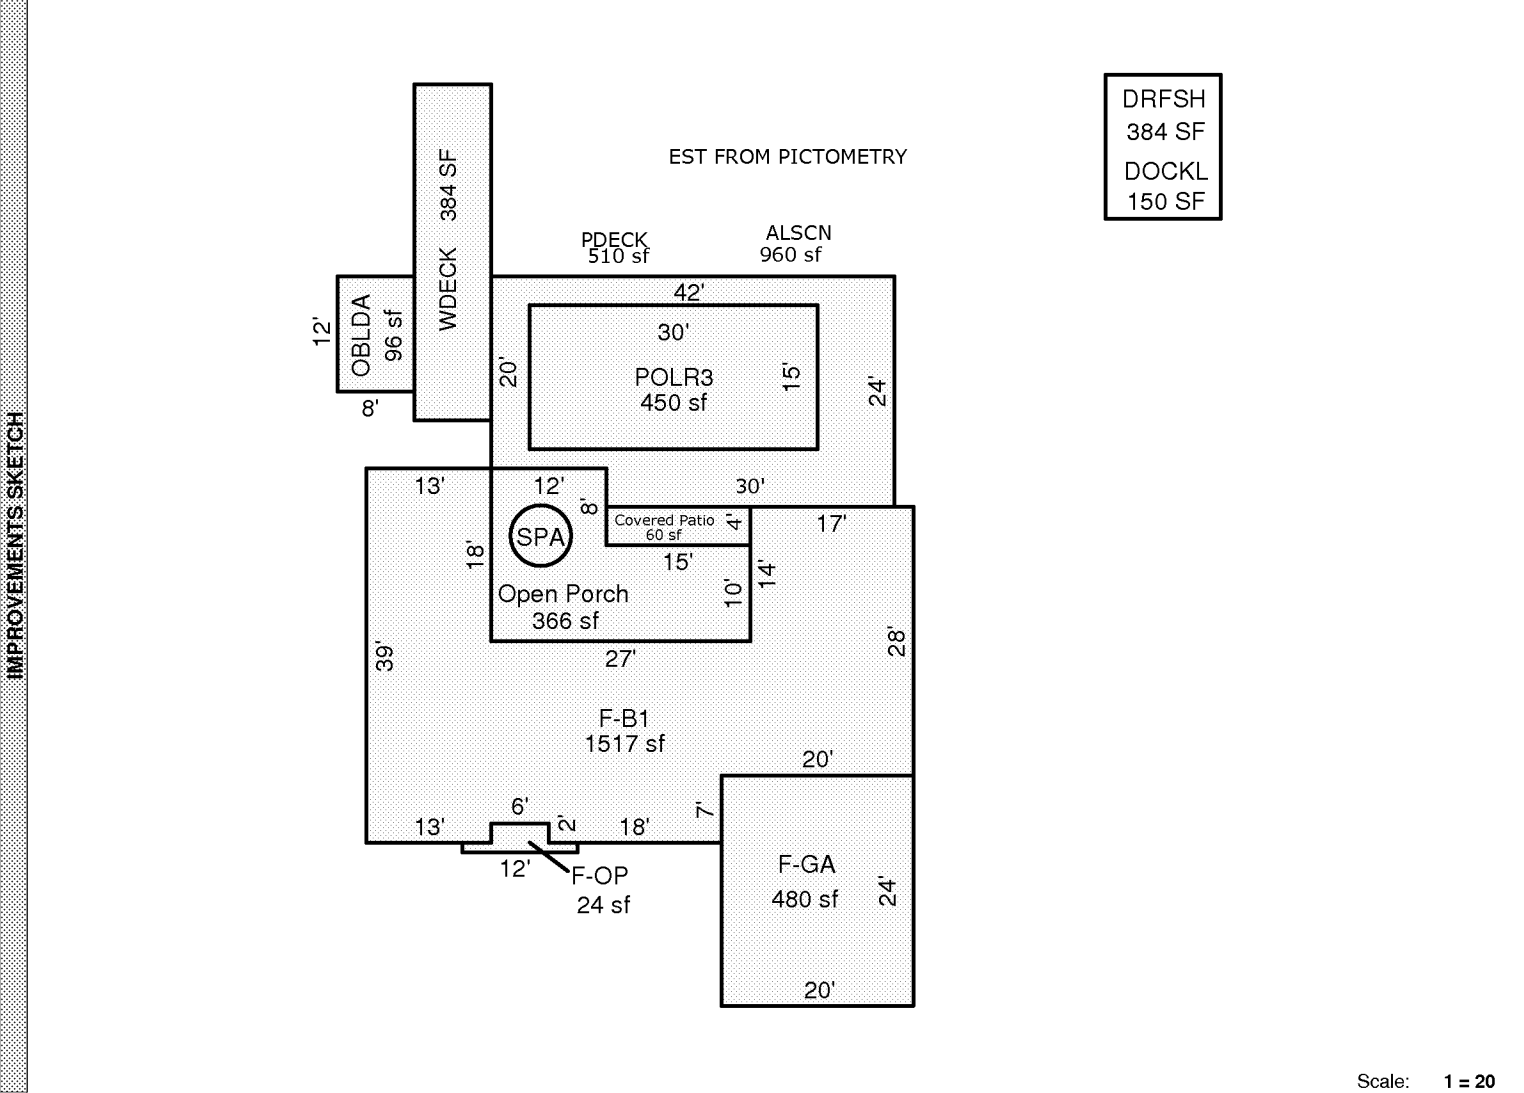 IMPROVEMENTS SKETCH
DRFSH
384 SF
DOCKL
150 SF
EST FROM PICTOMETRY
WDECK 384 SF
PDECK
510 sf
ALSCN
960 sf
42'
12'
OBLDA
96 sf
8'
20'
30'
POLR3
450 sf
15'
24'
13'
12'
8'
30'
Covered Patio
60 sf
4'
17'
18'
SPA
15'
14'
10'
Open Porch
366 sf
27'
39'
28'
F-B1
1517 sf
20'
6'
2'
7'
13'
18'
12'
F-OP
24 sf
F-GA
480 sf
24'
20'
Scale: 1 = 20